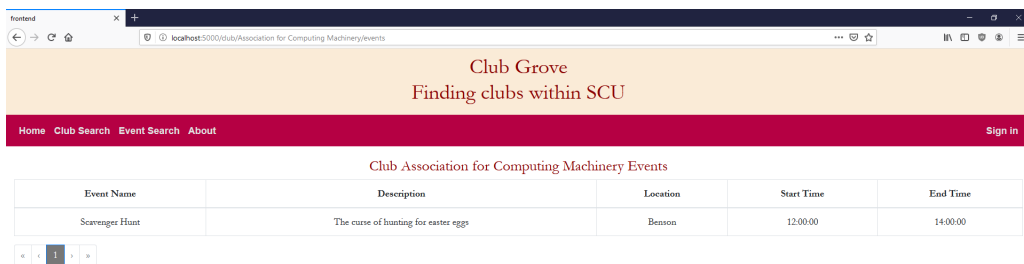 frontend
localhost:5000/club/Association for Computing Machinery/events
Club Grove
Finding clubs within SCU
Home Club Search Event Search About Sign in
Club Association for Computing Machinery Events
Event Name Description Location Start Time End Time
Scavenger Hunt The curse of hunting for easter eggs Benson 12:00:00 14:00:00
« ‹ 1 › »